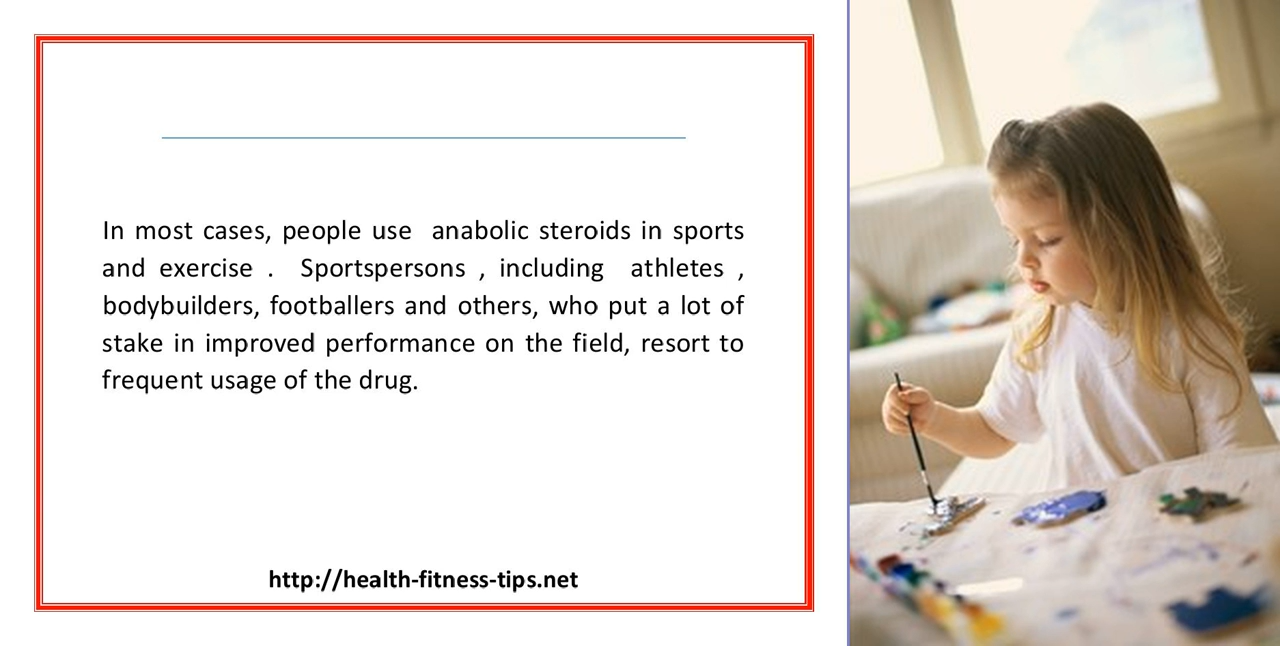 In most cases, people use  anabolic steroids in sports
and exercise .  Sportspersons , including  athletes ,
bodybuilders, footballers and others, who put a lot of
stake in improved performance on the field, resort to
frequent usage of the drug.
http://health-fitness-tips.net